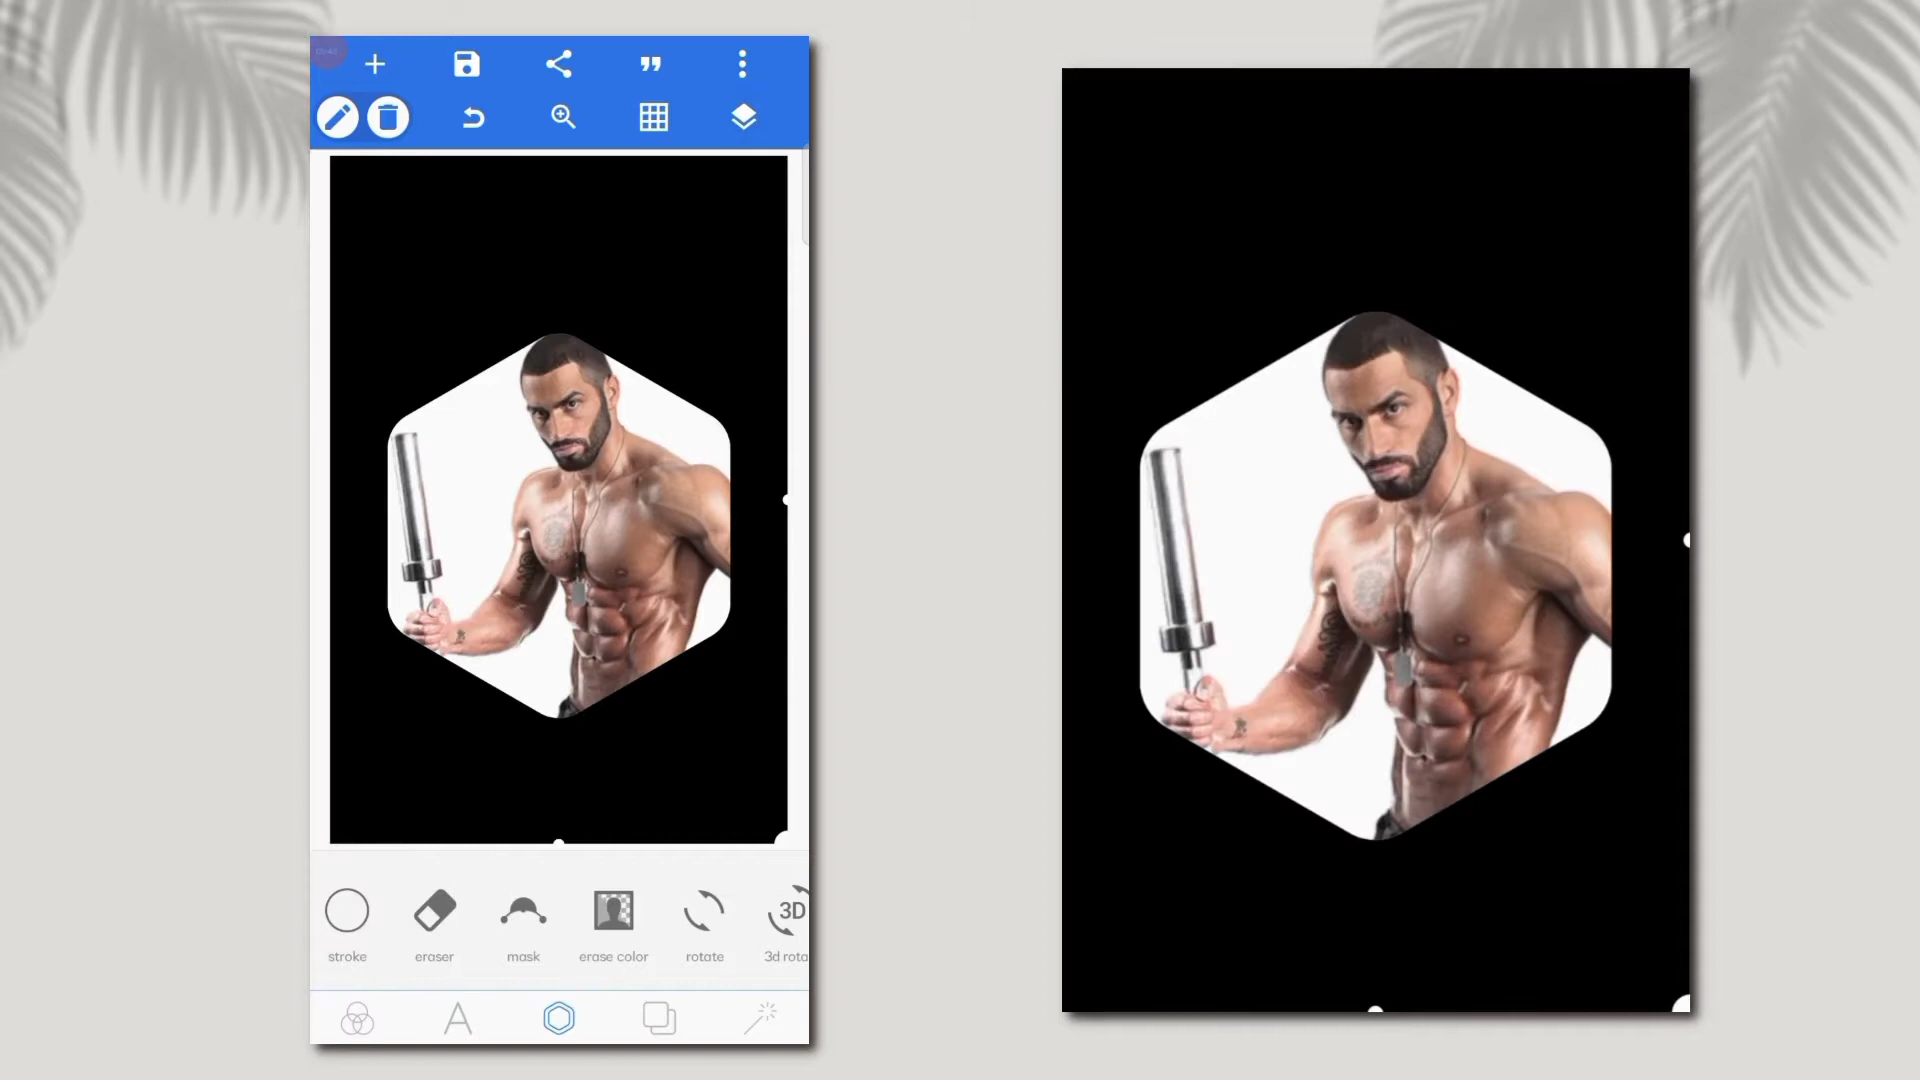 stroke
eraser
mask
erase color
rotate
3D
3d rota